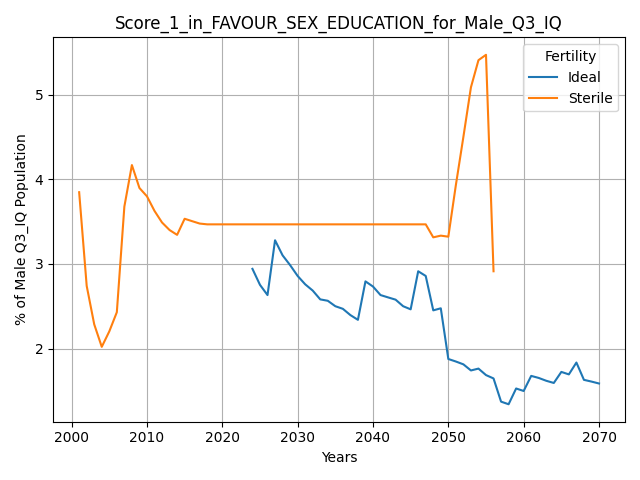 Score_1_in_FAVOUR_SEX_EDUCATION_for_Male_Q3_IQ
Fertility
Ideal
Sterile
% of Male Q3_IQ Population
5
4
3
2
2000 2010 2020 2030 2040 2050 2060 2070
Years